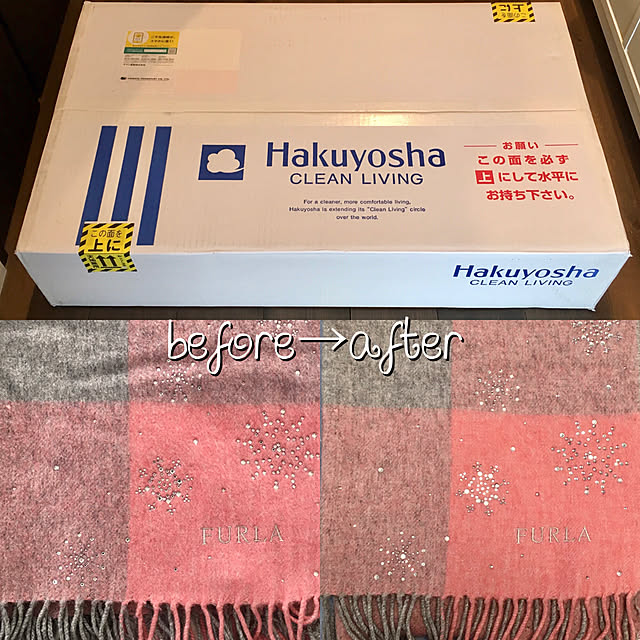 この面を
上に
Hakuyosha
CLEAN LIVING
For a cleaner, more comfortable living,
Hakuyosha is extending its "Clean Living" circle
over the world.
お願い
この面を必ず
上にして水平に
お持ち下さい。
Hakuyosha
CLEAN LIVING
before→after
FURLA
FURLA